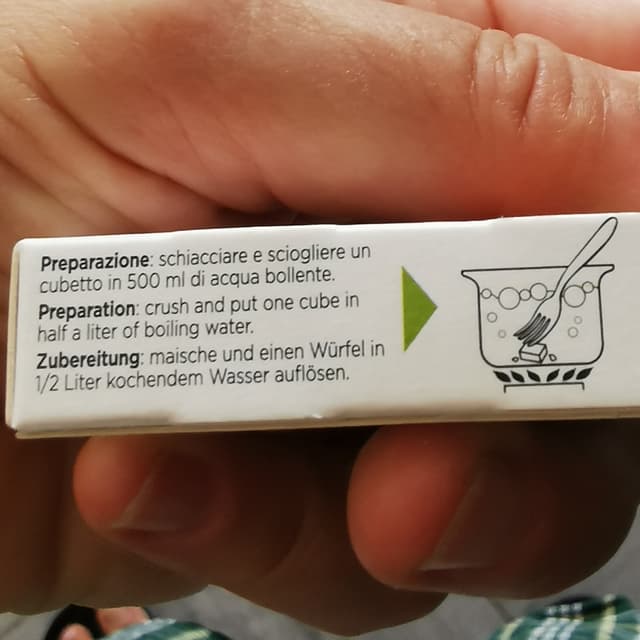 Preparazione: schiacciare e sciogliere un
cubetto in 500 ml di acqua bollente.
Preparation: crush and put one cube in
half a liter of boiling water.
Zubereitung: maische und einen Würfel in
1/2 Liter kochendem Wasser auflösen.